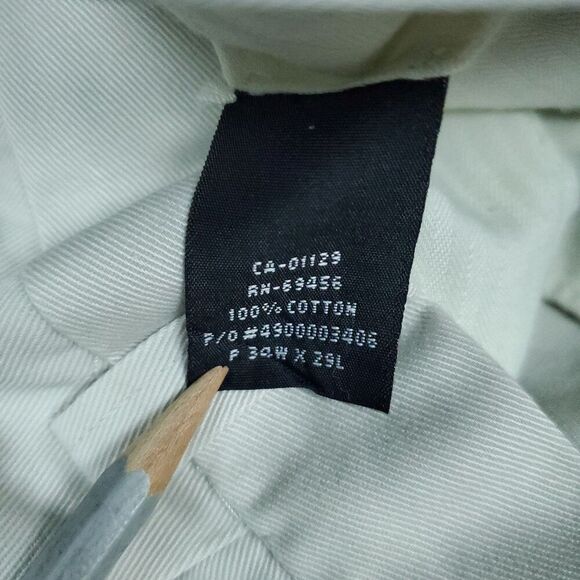 CA-01129
RN-69456
100% COTTON
P/O #4900003406
P 34W X 29L